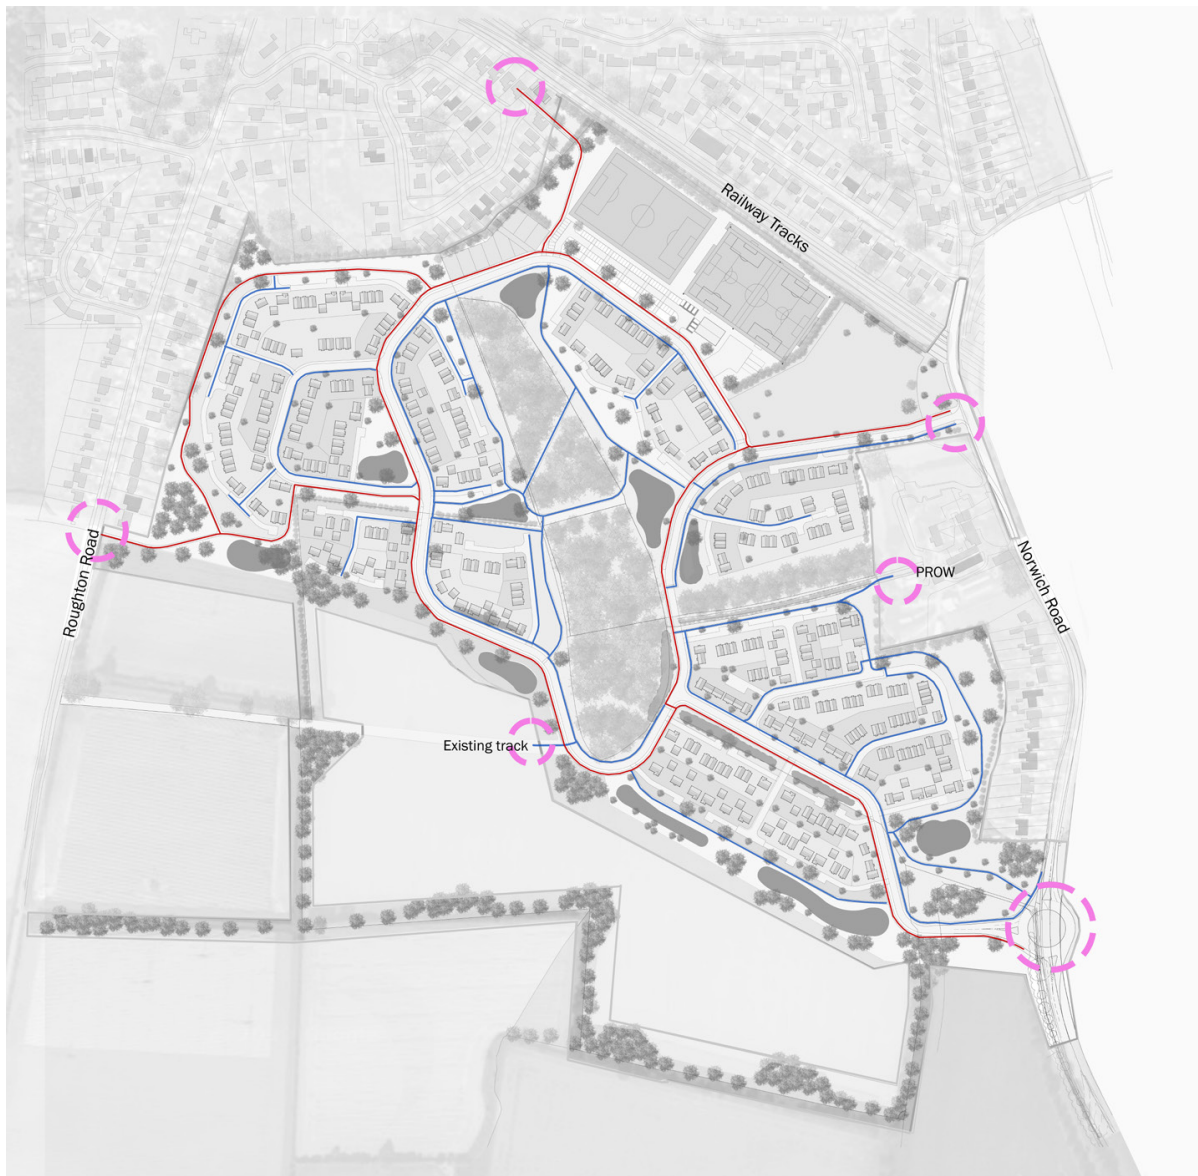 Railway Tracks
Roughton Road
PROW
Norwich Road
Existing track